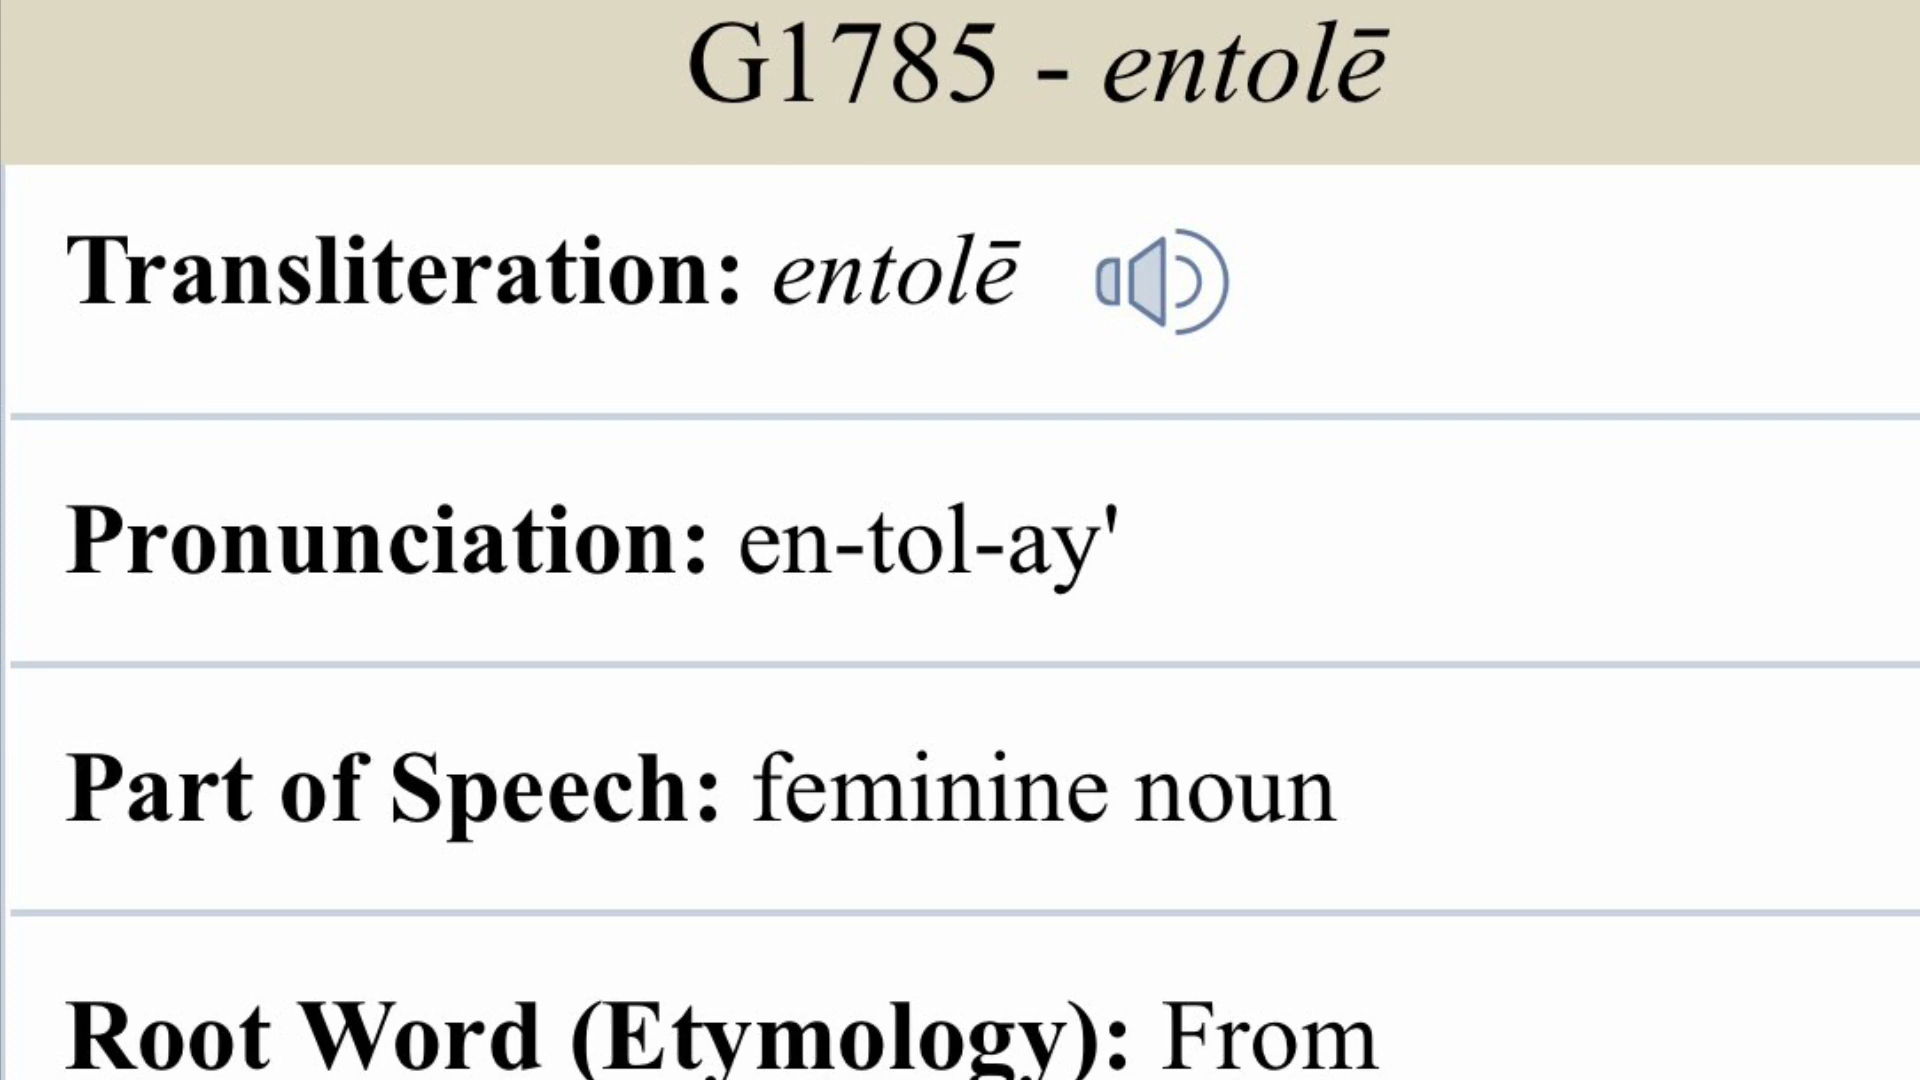 G1785 - entolē
Transliteration: entolē
Pronunciation: en-tol-ay'
Part of Speech: feminine noun
Root Word (Etymology): From